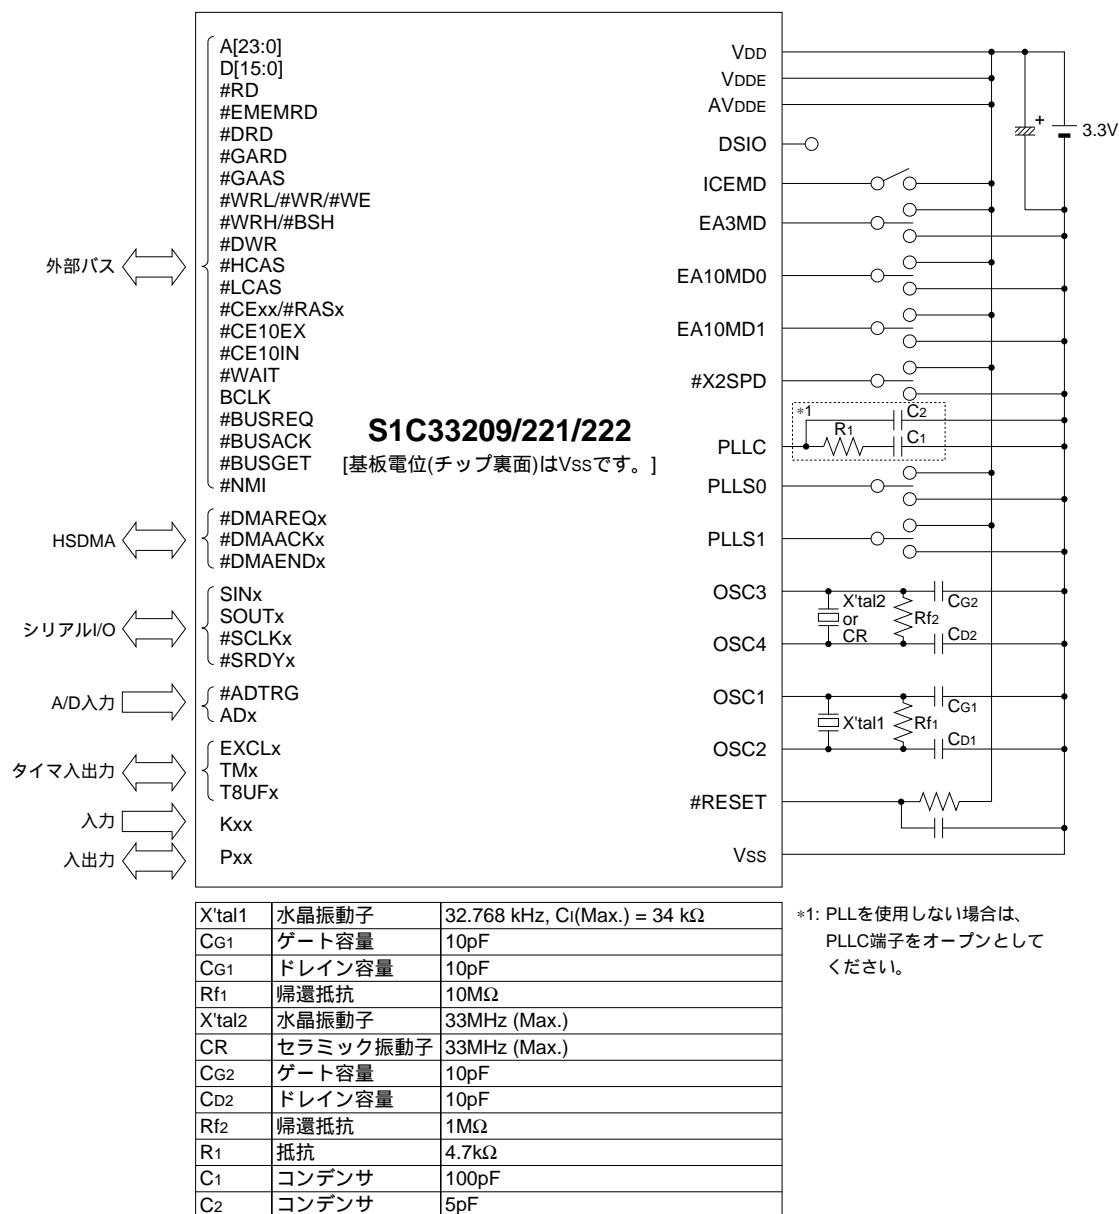 A[23:0]
D[15:0]
#RD
#EMEMRD
#DRD
#GARD
#GAAS
#WRL/#WR/#WE
#WRH/#BSH
#DWR
#HCAS
#LCAS
#CExx/#RASx
#CE10EX
#CE10IN
#WAIT
BCLK
#BUSREQ
#BUSACK
#BUSGET
#NMI
外部バス
#DMAREQx
#DMAACKx
#DMAENDx
HSDMA
SINx
SOUTx
#SCLKx
#SRDYx
シリアルI/O
#ADTRG
ADx
A/D入力
EXCLx
TMx
T8UFx
タイマ入出力
入力
Kxx
入出力
Pxx
S1C33209/221/222
[基板電位(チップ裏面)はVSSです。]
VDD
VDDE
AVDDE
DSIO
ICEMD
EA3MD
EA10MD0
EA10MD1
#X2SPD
PLLC
PLLS0
PLLS1
OSC3
OSC4
OSC1
OSC2
#RESET
VSS
+
3.3V
*1
C2
R1
C1
X'tal2
or
CR
Rf2
CG2
CD2
X'tal1
Rf1
CG1
CD1
X'tal1 水晶振動子 32.768 kHz, CI(Max.) = 34 kΩ
CG1 ゲート容量 10pF
CG1 ドレイン容量 10pF
Rf1 帰還抵抗 10MΩ
X'tal2 水晶振動子 33MHz (Max.)
CR セラミック振動子 33MHz (Max.)
CG2 ゲート容量 10pF
CD2 ドレイン容量 10pF
Rf2 帰還抵抗 1MΩ
R1 抵抗 4.7kΩ
C1 コンデンサ 100pF
C2 コンデンサ 5pF
*1: PLLを使用しない場合は、
PLLC端子をオープンとして
ください。